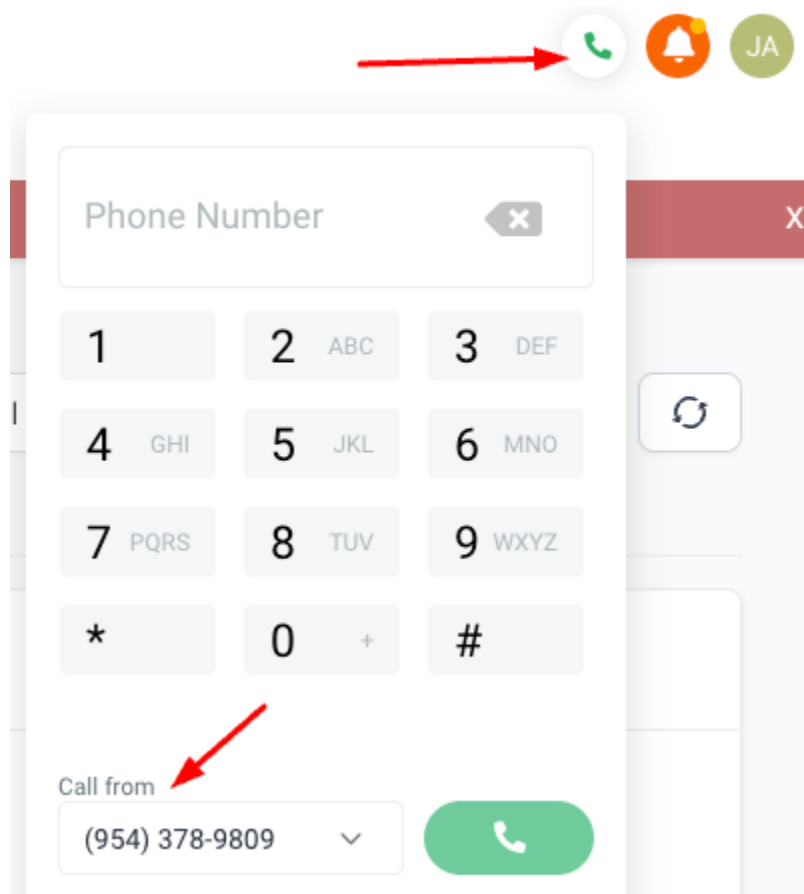 JA
Phone Number
X
1
2 ABC
3 DEF
4 GHI
5 JKL
6 MNO
7 PQRS
8 TUV
9 WXYZ
*
0 +
#
Call from
(954) 378-9809